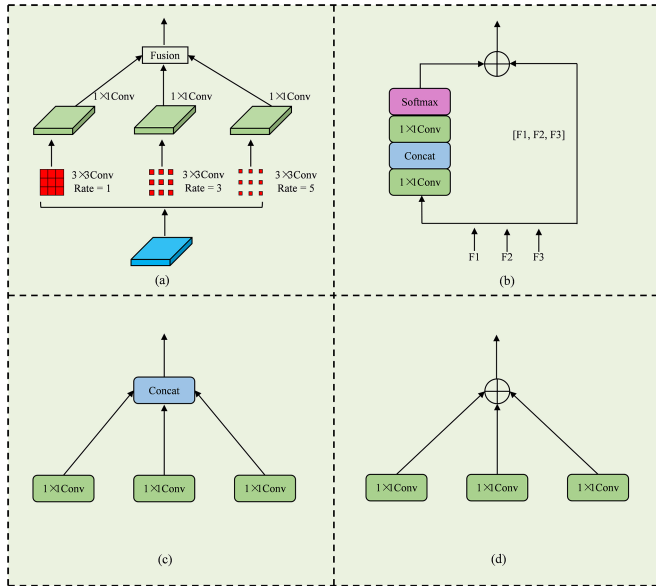 Fusion
1×1Conv
1×1Conv
1×1Conv
3×3Conv
Rate = 1
3×3Conv
Rate = 3
3×3Conv
Rate = 5
(a)
Softmax
1×1Conv
Concat
1×1Conv
[F1, F2, F3]
F1
F2
F3
(b)
Concat
1×1Conv
1×1Conv
1×1Conv
(c)
1×1Conv
1×1Conv
1×1Conv
(d)